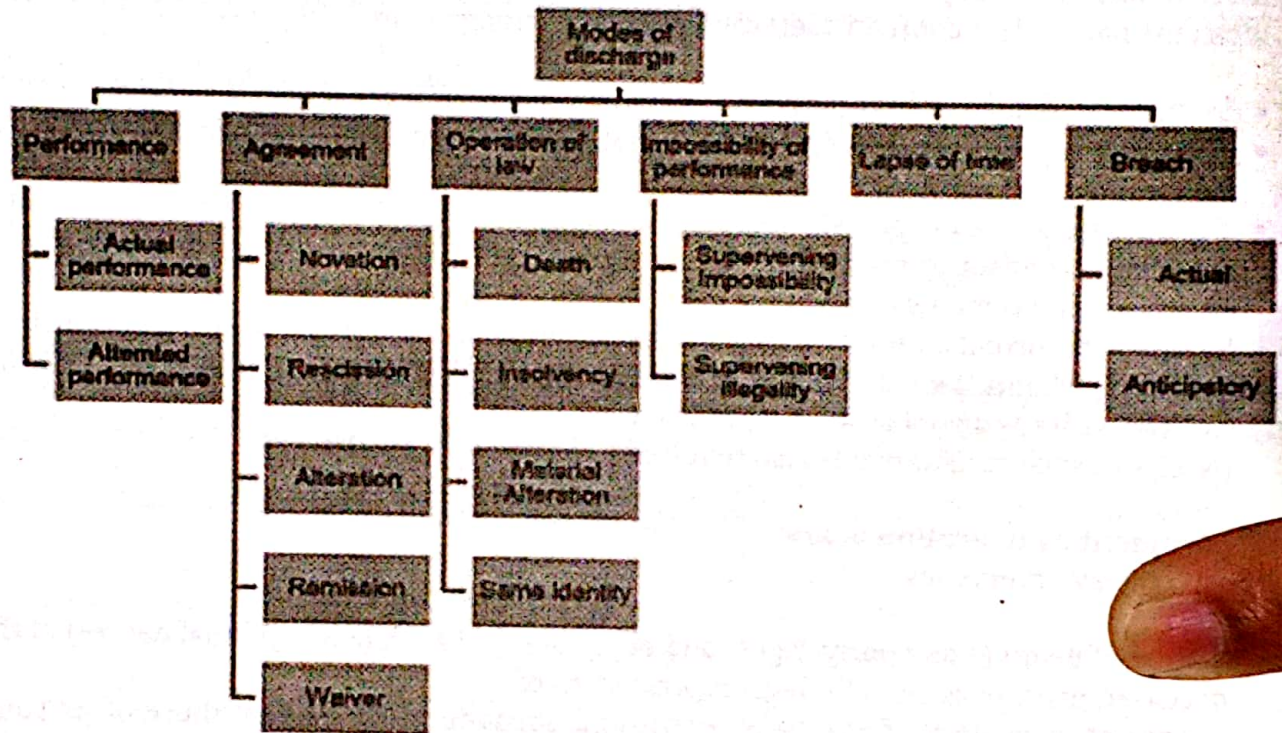 Modes of
discharge
Performance
Agreement
Operation of
law
Impossibility of
performance
Lapse of time
Breach
Actual
performance
Attemted
performance
Novation
Rescission
Alteration
Remission
Waiver
Death
Insolvency
Material
Alteration
Same Identity
Supervening
Impossibility
Supervening
Illegality
Actual
Anticipatory